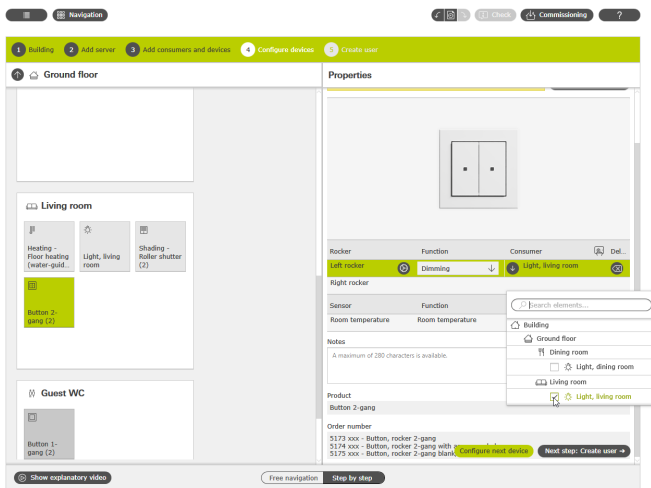 Navigation
Check
Commissioning
?
1 Building
2 Add server
3 Add consumers and devices
4 Configure devices
5 Create user
Ground floor
Properties
Living room
Heating -
Floor heating
(water-guid...
Light, living
room
Shading -
Roller shutter
(2)
Button 2-
gang (2)
Guest WC
Button 1-
gang (2)
Rocker Function Consumer Del...
Left rocker Dimming Light, living room
Right rocker
Sensor Function
Room temperature Room temperature
Search elements...
Building
Ground floor
Dining room
Light, dining room
Living room
Light, living room
Notes
A maximum of 280 characters is available.
Product
Button 2-gang
Order number
5173 xxx - Button, rocker 2-gang
5174 xxx - Button, rocker 2-gang with
5175 xxx - Button, rocker 2-gang blank,
Configure next device
Next step: Create user
Show explanatory video
Free navigation
Step by step